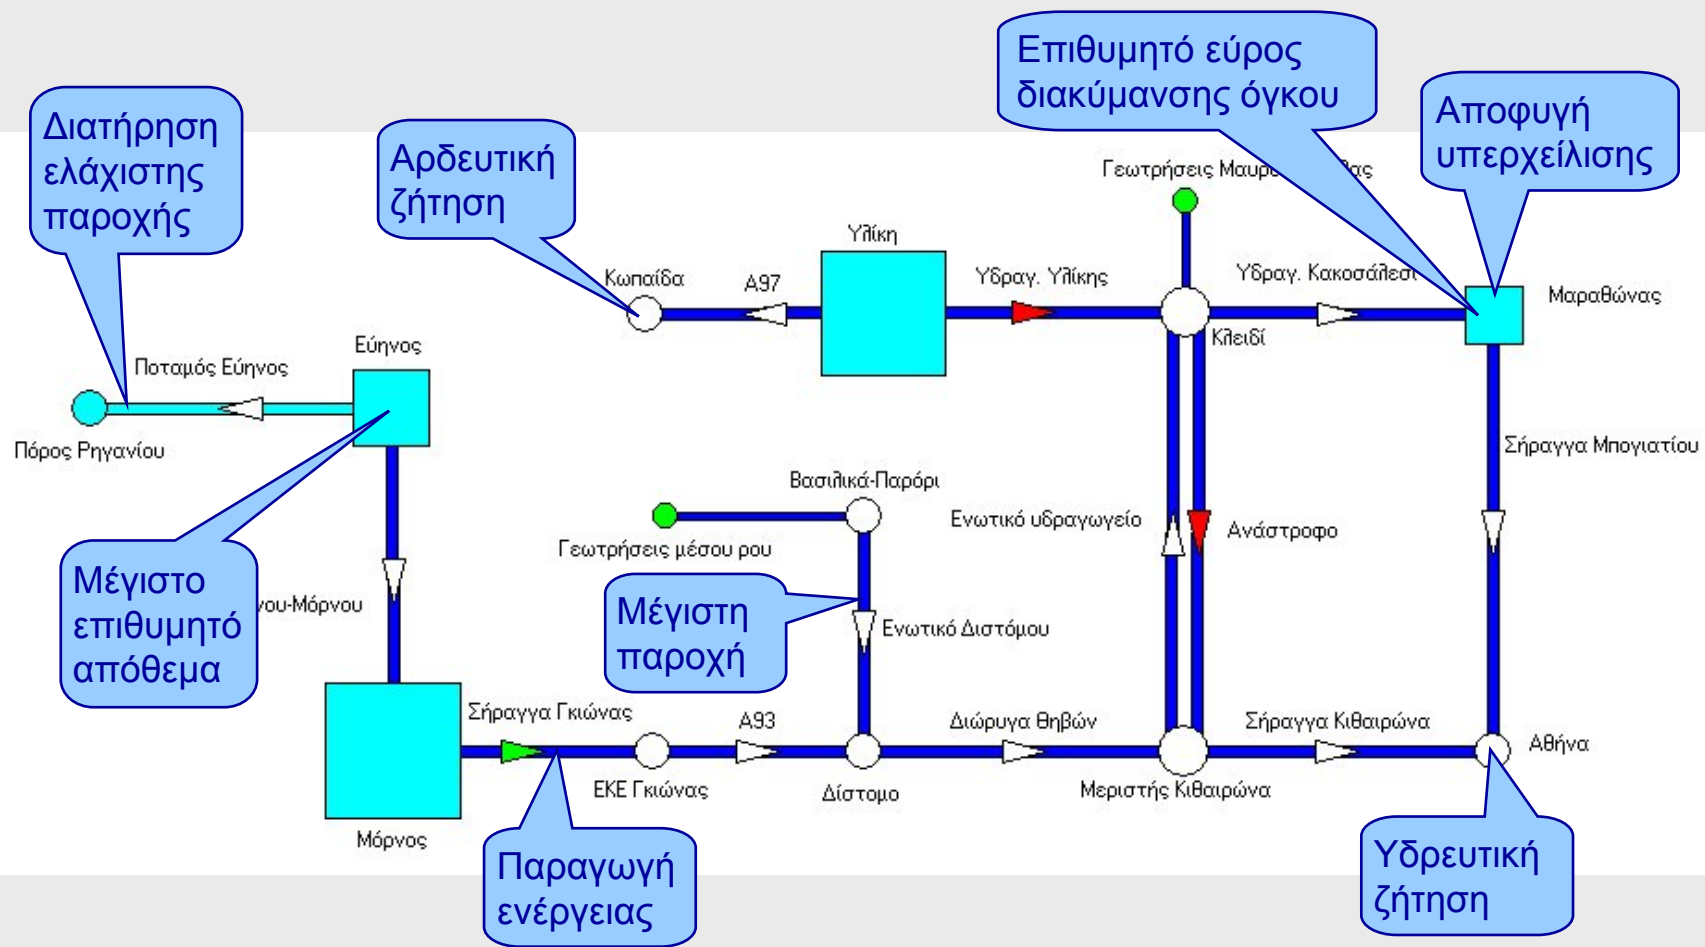 Επιθυμητό εύρος
διακύμανσης όγκου
Αποφυγή
υπερχείλισης
Διατήρηση
ελάχιστης
παροχής
Αρδευτική
ζήτηση
Γεωτρήσεις
Υλίκη
Κωπαίδα
Α97
Υδραγ. Υλίκης
Υδραγ. Κακοσάλεσι
Μαραθώνας
Κλειδί
Εύηνος
Ποταμός Εύηνος
Πόρος Ρηγανίου
Σήραγγα Μπογιατίου
Βασιλικά-Παρόρι
Ενωτικό υδραγωγείο
Ανάστροφο
Γεωτρήσεις μέσου ρου
Μέγιστο
επιθυμητό
απόθεμα
Μέγιστη
παροχή
Ενωτικό Διστόμου
Σήραγγα Γκιώνας
Α93
Διώρυγα Θηβών
Σήραγγα Κιθαιρώνα
Αθήνα
ΕΚΕ Γκιώνας
Δίστομο
Μεριστής Κιθαιρώνα
Μόρνος
Παραγωγή
ενέργειας
Υδρευτική
ζήτηση